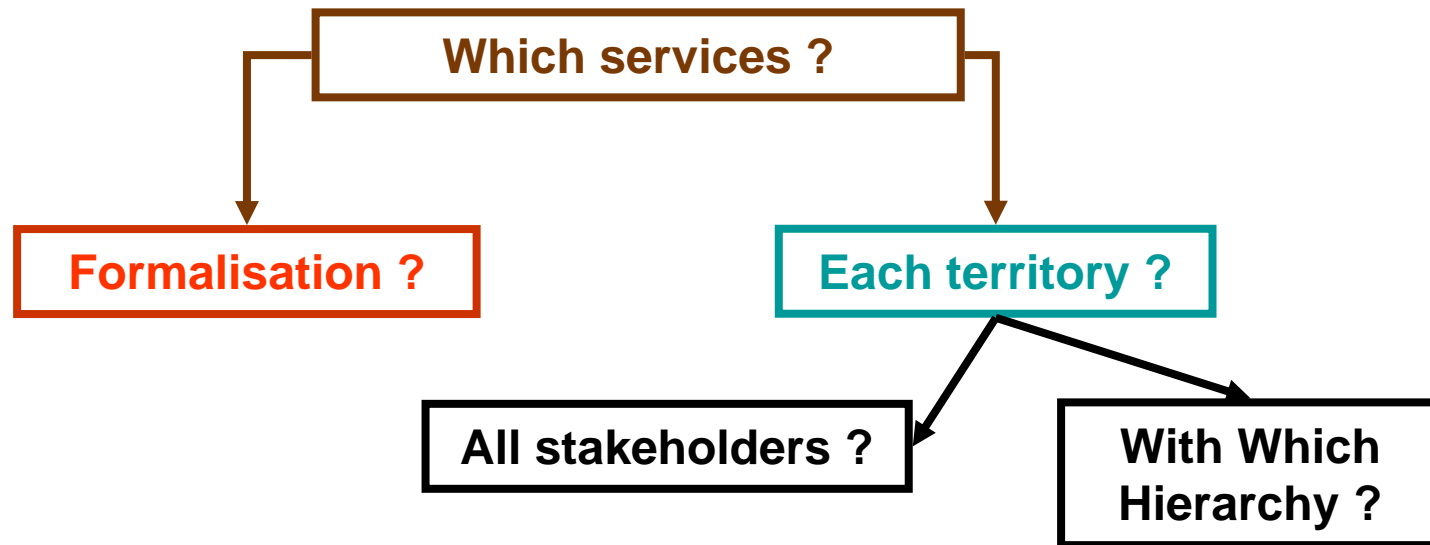 Which services ?
Formalisation ?
Each territory ?
All stakeholders ?
With Which
Hierarchy ?